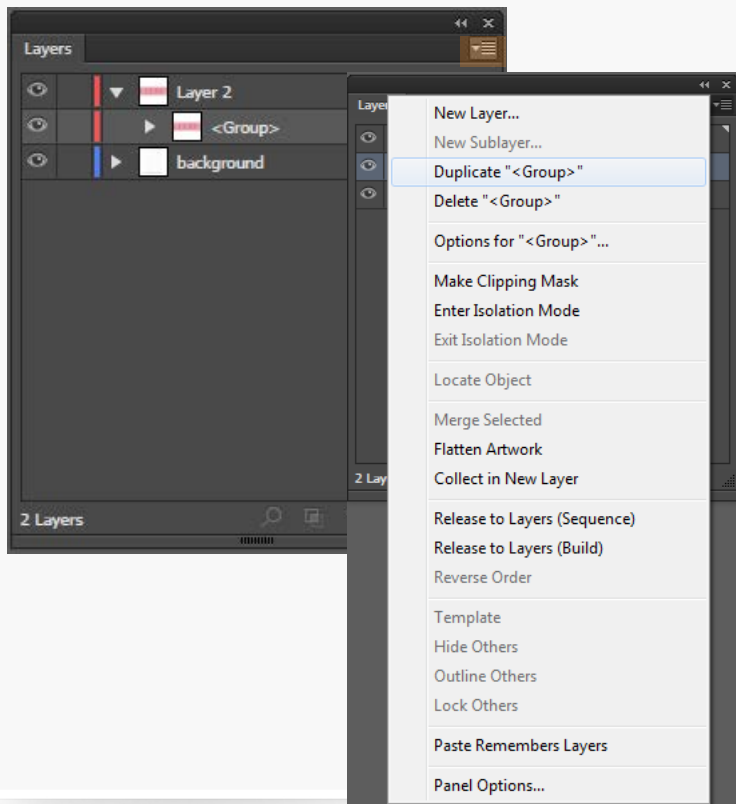 Layers
Layer 2
<Group>
background
2 Layers
Laye
2 Lay
New Layer...
New Sublayer...
Duplicate "<Group>"
Delete "<Group>"
Options for "<Group>"...
Make Clipping Mask
Enter Isolation Mode
Exit Isolation Mode
Locate Object
Merge Selected
Flatten Artwork
Collect in New Layer
Release to Layers (Sequence)
Release to Layers (Build)
Reverse Order
Template
Hide Others
Outline Others
Lock Others
Paste Remembers Layers
Panel Options...